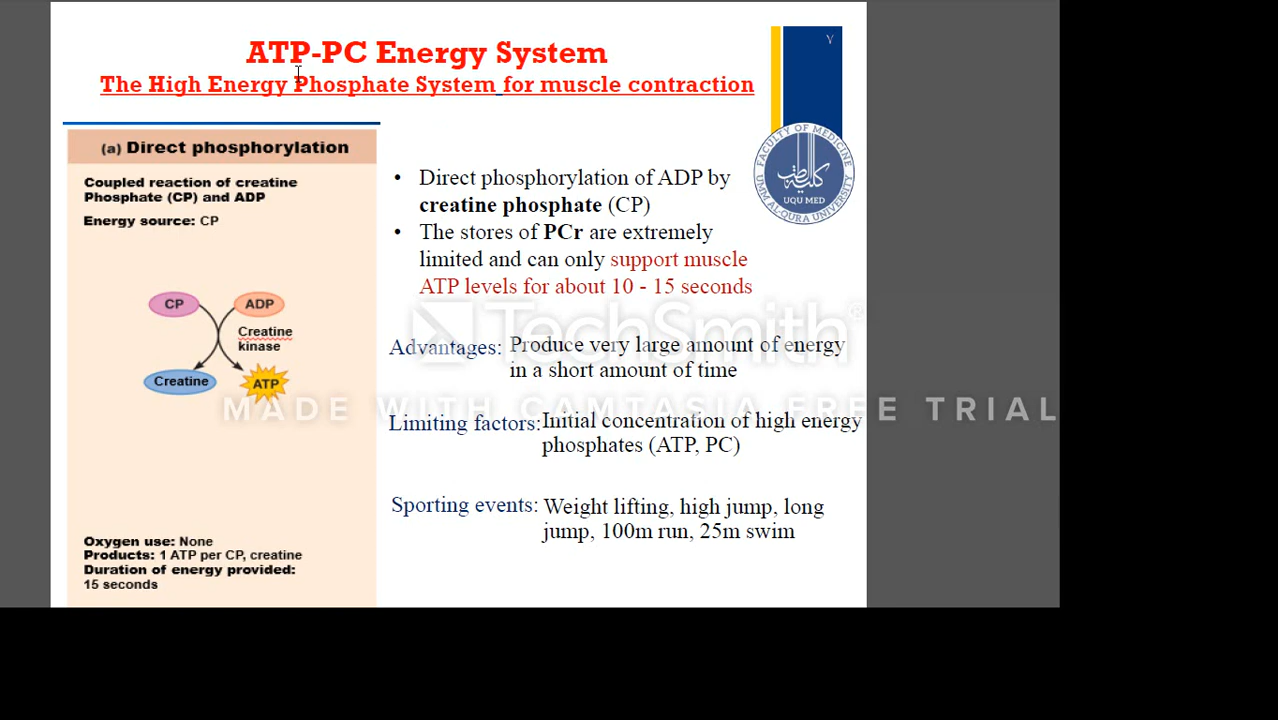 ATP-PC Energy System
The High Energy Phosphate System for muscle contraction
٧
FACULTY OF MEDICINE
UMM AL-QURA UNIVERSITY
UQU MED
(a) Direct phosphorylation
Coupled reaction of creatine
Phosphate (CP) and ADP
Energy source: CP
CP
ADP
Creatine
kinase
Creatine
ATP
Oxygen use: None
Products: 1 ATP per CP, creatine
Duration of energy provided:
15 seconds
• Direct phosphorylation of ADP by
creatine phosphate (CP)
• The stores of PCr are extremely
limited and can only support muscle
ATP levels for about 10 - 15 seconds
Advantages: Produce very large amount of energy
in a short amount of time
Limiting factors: Initial concentration of high energy
phosphates (ATP, PC)
Sporting events: Weight lifting, high jump, long
jump, 100m run, 25m swim
TechSmith
MADE WITH CAMTASIA FREE TRIAL